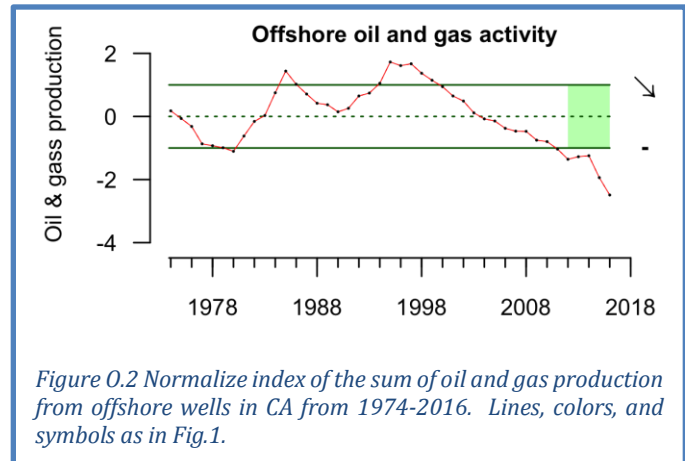 Offshore oil and gas activity
Oil & gass production
2
0
-2
-4
-
1978 1988 1998 2008 2018
Figure O.2 Normalize index of the sum of oil and gas production
from offshore wells in CA from 1974-2016. Lines, colors, and
symbols as in Fig.1.